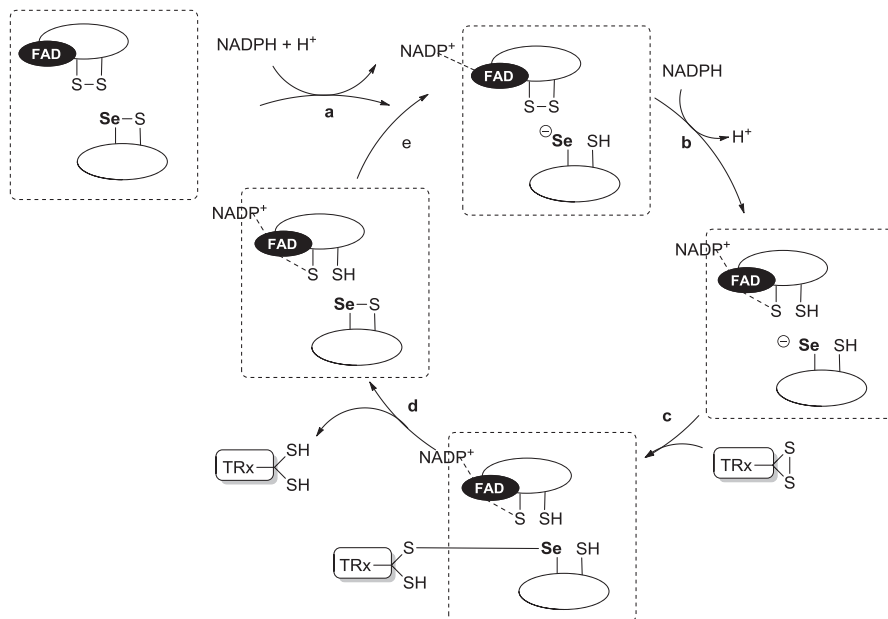 FAD
S–S
Se–S
NADPH + H+
a
NADP+
FAD
S–S
⊖Se SH
NADPH
b
H+
e
NADP+
FAD
S SH
Se–S
NADP+
FAD
S SH
⊖ Se SH
c
TRx
S
S
d
TRx
SH
SH
NADP+
FAD
S SH
TRx
S
SH
Se SH